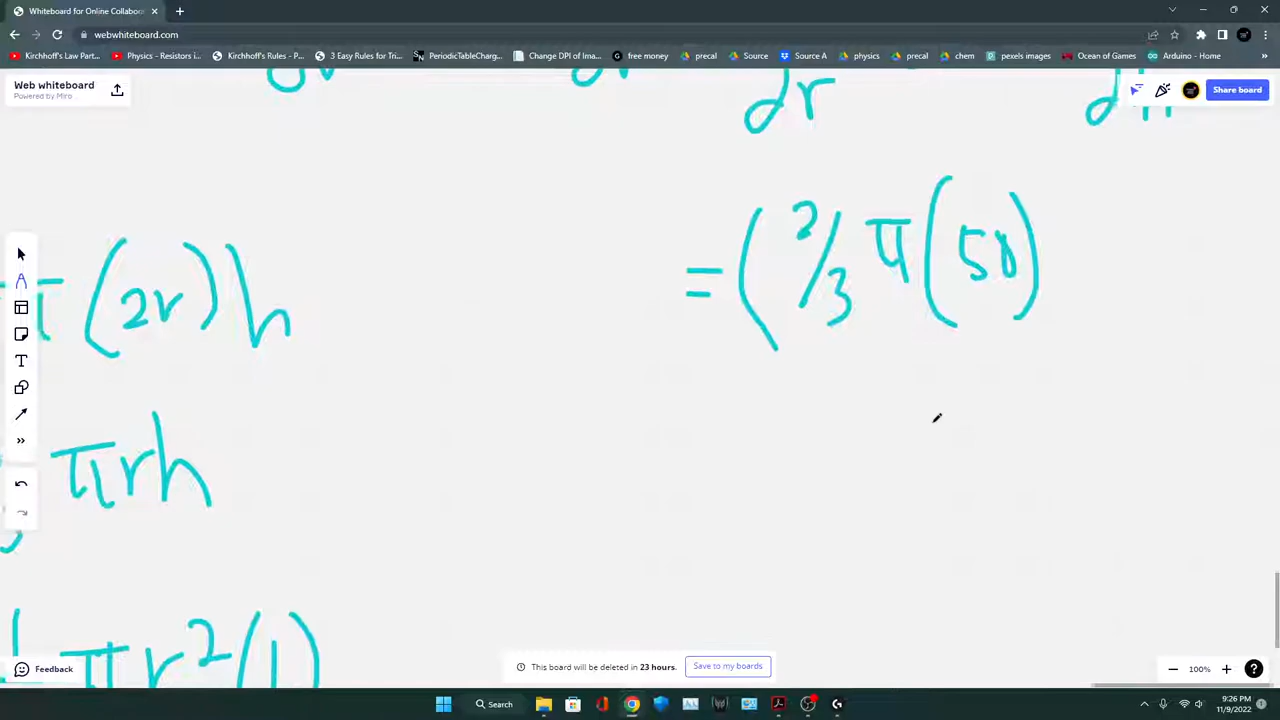 Whiteboard for Online Collabora
webwhiteboard.com
Kirchhoff's Law Part... Physics - Resistors i... Kirchhoff's Rules - P... 3 Easy Rules for Tri... PeriodicTableCharg... Change DPI of Ima... free money precal Source Source A physics precal chem pexels images Ocean of Games Arduino - Home »
Web whiteboard
Powered by Miro
Share board
dr
= ( 2/3 π (50)
π (2r) h
πrh
πr²(1)
Feedback
This board will be deleted in 23 hours. Save to my boards
100%
Search
9:26 PM
11/9/2022